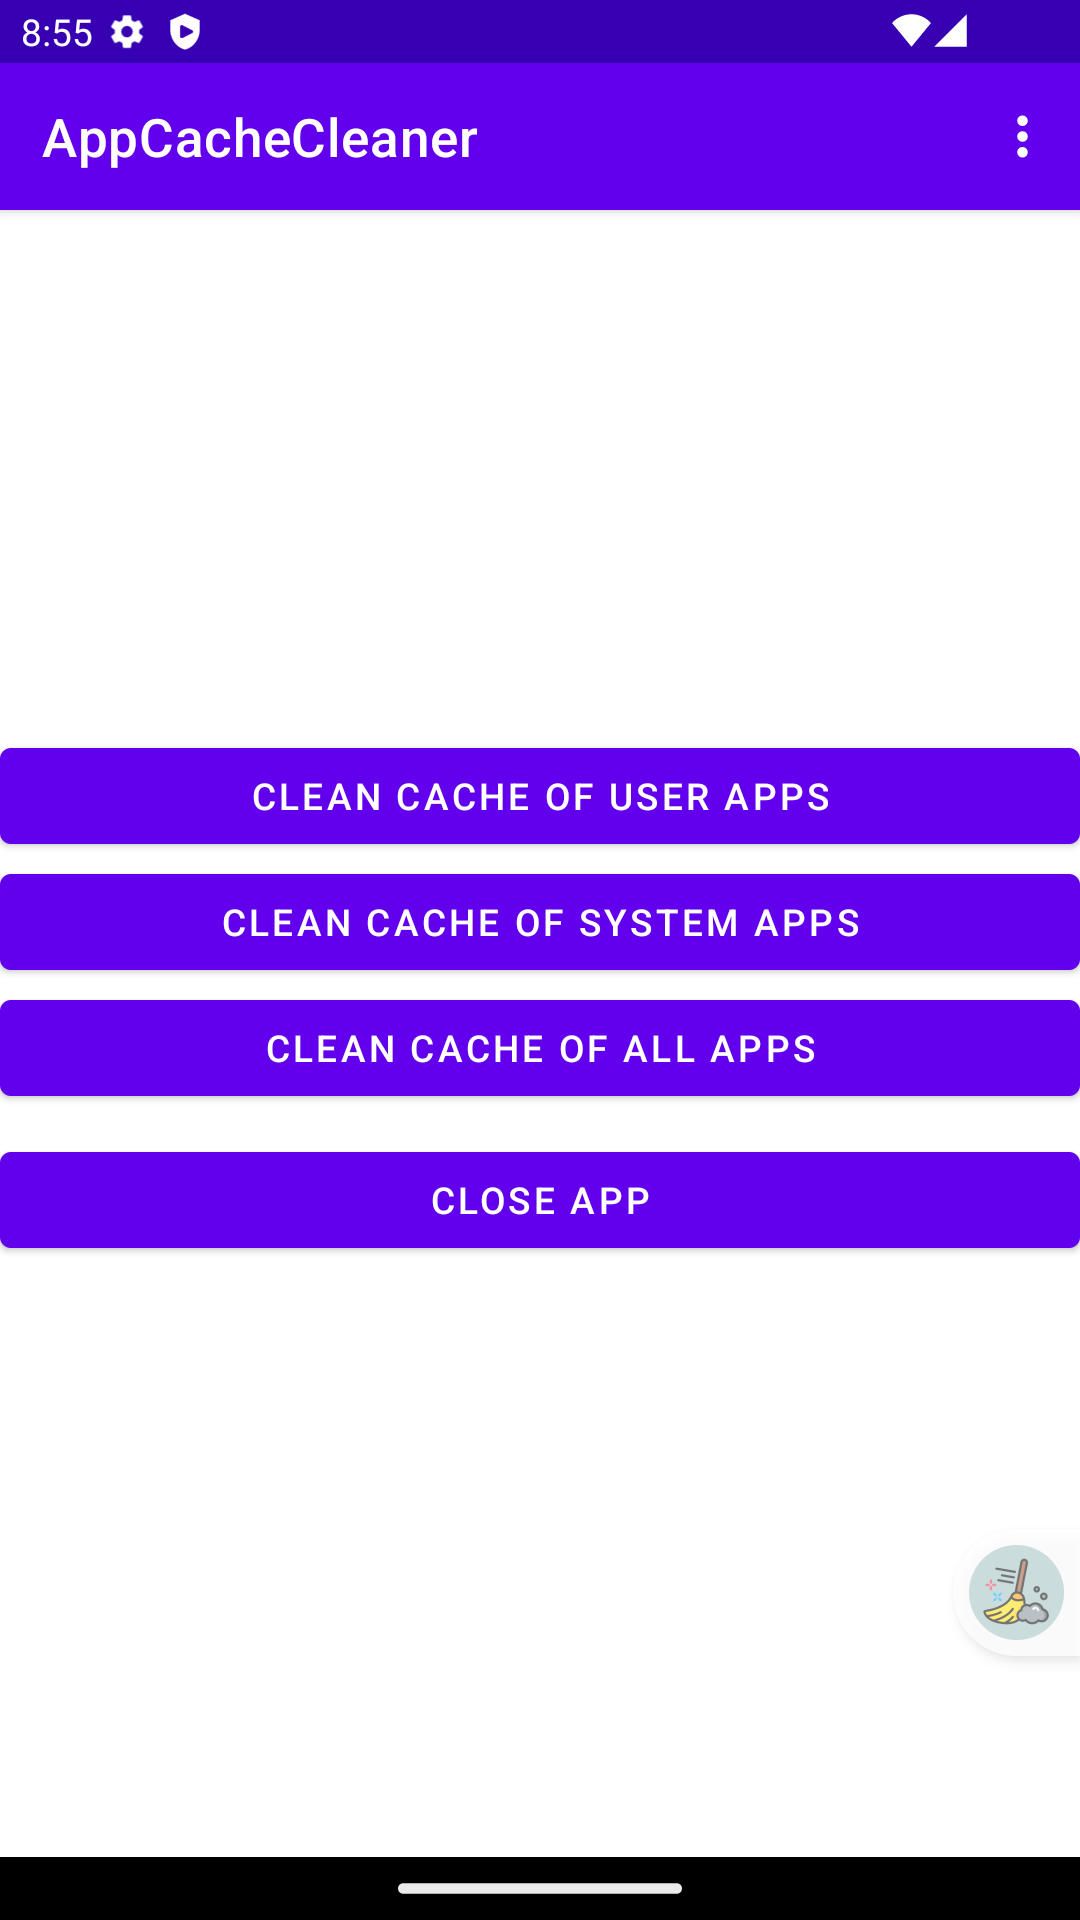 8:55
AppCacheCleaner
CLEAN CACHE OF USER APPS
CLEAN CACHE OF SYSTEM APPS
CLEAN CACHE OF ALL APPS
CLOSE APP